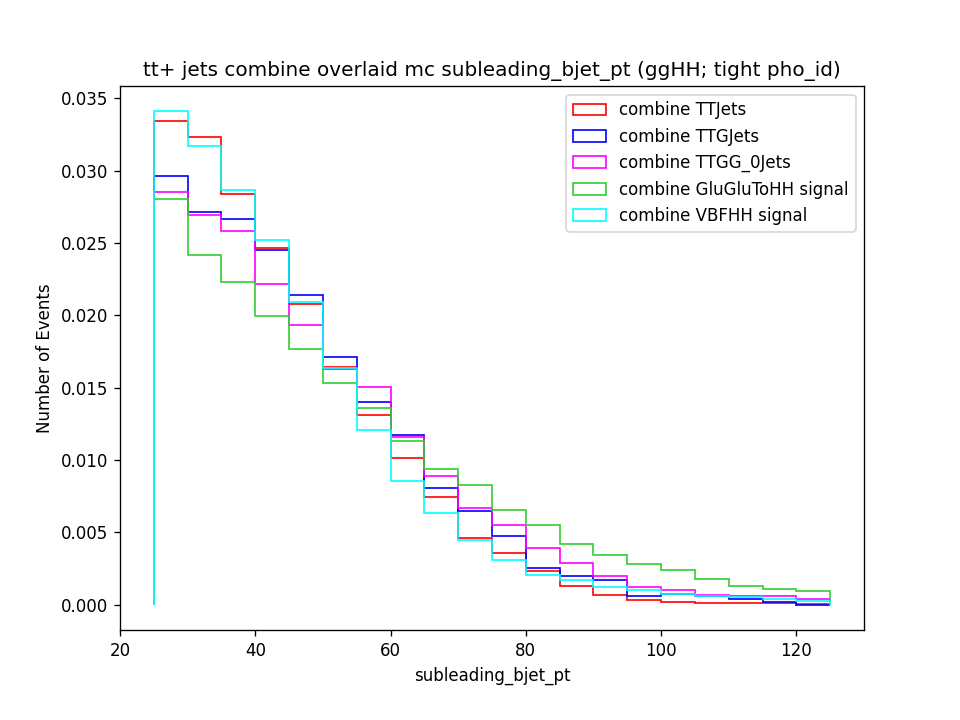 tt+ jets combine overlaid mc subleading_bjet_pt (ggHH; tight pho_id)
combine TTJets
combine TTGJets
combine TTGG_0Jets
combine GluGluToHH signal
combine VBFHH signal
Number of Events
0.035
0.030
0.025
0.020
0.015
0.010
0.005
0.000
20 40 60 80 100 120
subleading_bjet_pt